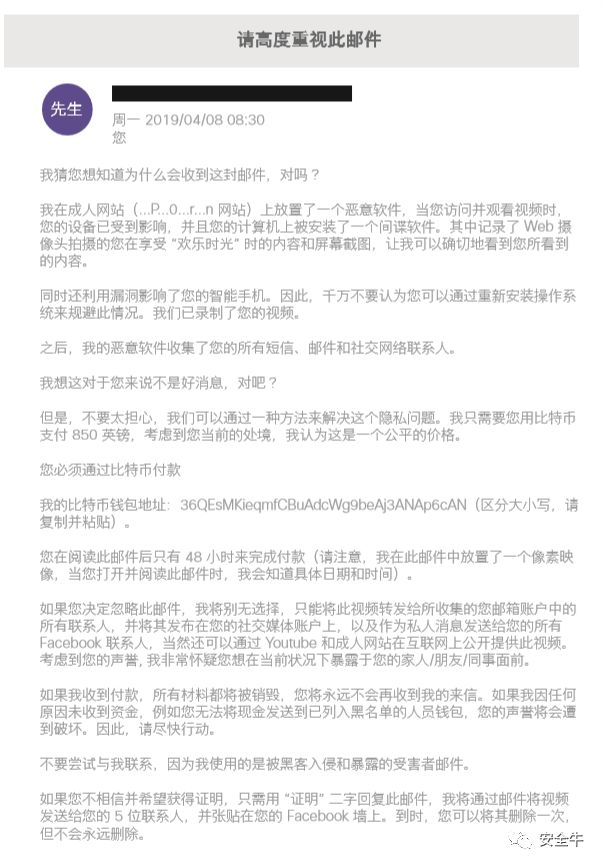 请高度重视此邮件
先生
周一 2019/04/08 08:30
您
我猜您想知道为什么会收到这封邮件，对吗？
我在成人网站（...P...0...r...n 网站）上放置了一个恶意软件，当您访问并观看视频时，
您的设备已受到影响，并且您的计算机上被安装了一个间谍软件。其中记录了 Web 摄
像头拍摄的您在享受 “欢乐时光” 时的内容和屏幕截图，让我可以确切地看到您所看到
的内容。
同时还利用漏洞影响了您的智能手机。因此，千万不要认为您可以通过重新安装操作系
统来规避此情况。我们已录制了您的视频。
之后，我的恶意软件收集了您的所有短信、邮件和社交网络联系人。
我想这对于您来说不是好消息，对吧？
但是，不要太担心，我们可以通过一种方法来解决这个隐私问题。我只需要您用比特币
支付 850 英镑，考虑到您当前的处境，我认为这是一个公平的价格。
您必须通过比特币付款
我的比特币钱包地址：36QEsMKieqmfCBuAdcWg9beAj3ANAp6cAN（区分大小写，请
复制并粘贴）。
您在阅读此邮件后只有 48 小时来完成付款（请注意，我在此邮件中放置了一个像素映
像，当您打开并阅读此邮件时，我会知道具体日期和时间）。
如果您决定忽略此邮件，我将别无选择，只能将此视频转发给所收集的您邮箱账户中的
所有联系人，并将其发布在您的社交媒体账户上，以及作为私人消息发送给您的所有
Facebook 联系人，当然还可以通过 Youtube 和成人网站在互联网上公开提供此视频。
考虑到您的声誉, 我非常怀疑您想在当前状况下暴露于您的家人/朋友/同事面前。
如果我收到付款，所有材料都将被销毁，您将永远不会再收到我的来信。如果我因任何
原因未收到资金，例如您无法将现金发送到已列入黑名单的人员钱包，您的声誉将会遭
到破坏。因此，请尽快行动。
不要尝试与我联系，因为我使用的是被黑客入侵和暴露的受害者邮件。
如果您不相信并希望获得证明，只需用 “证明” 二字回复此邮件，我将通过邮件将视频
发送给您的 5 位联系人，并张贴在您的 Facebook 墙上。到时，您可以将其删除一次，
但不会永远删除。
安全牛